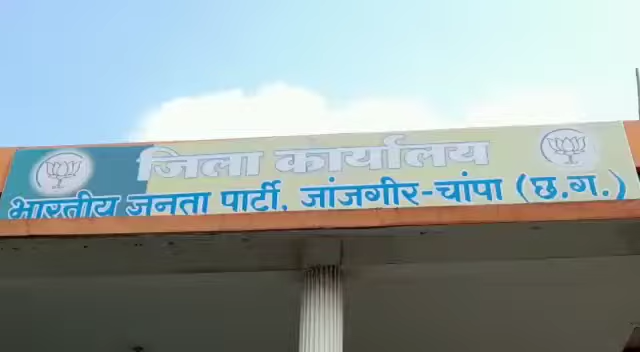 जिला कार्यालय
भारतीय जनता पार्टी, जांजगीर-चांपा (छ.ग.)